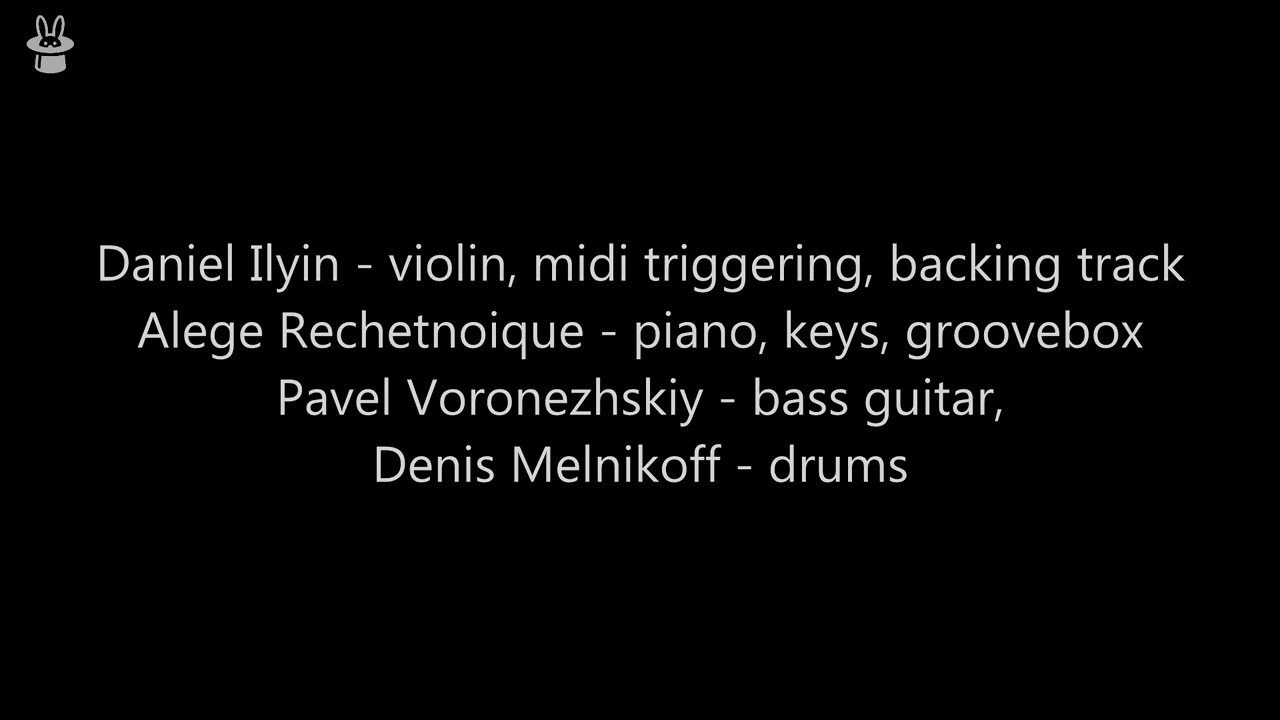 Daniel Ilyin - violin, midi triggering, backing track
Alege Rechetnoique - piano, keys, groovebox
Pavel Voronezhskiy - bass guitar,
Denis Melnikoff - drums